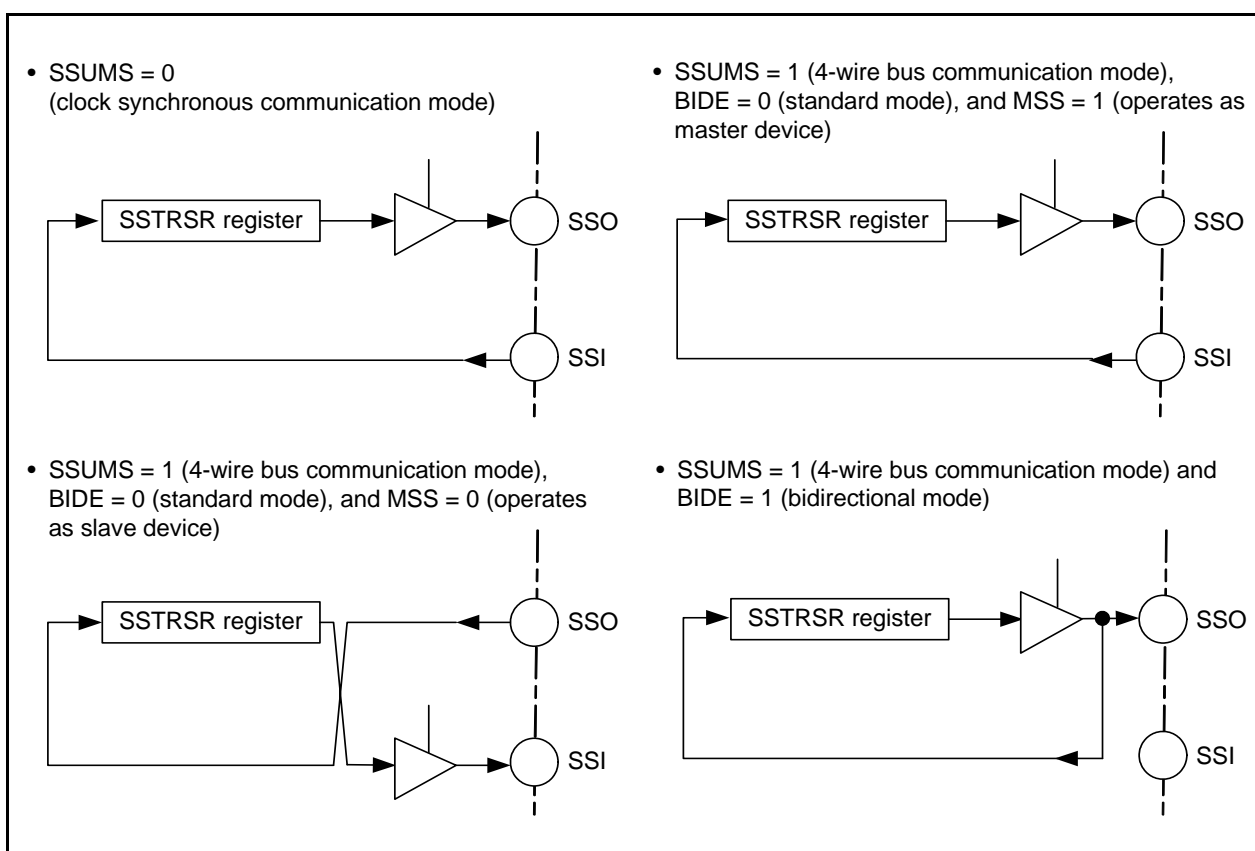 • SSUMS = 0
(clock synchronous communication mode)
SSTRSR register
SSO
SSI
• SSUMS = 1 (4-wire bus communication mode),
BIDE = 0 (standard mode), and MSS = 1 (operates as
master device)
SSTRSR register
SSO
SSI
• SSUMS = 1 (4-wire bus communication mode),
BIDE = 0 (standard mode), and MSS = 0 (operates
as slave device)
SSTRSR register
SSO
SSI
• SSUMS = 1 (4-wire bus communication mode) and
BIDE = 1 (bidirectional mode)
SSTRSR register
SSO
SSI